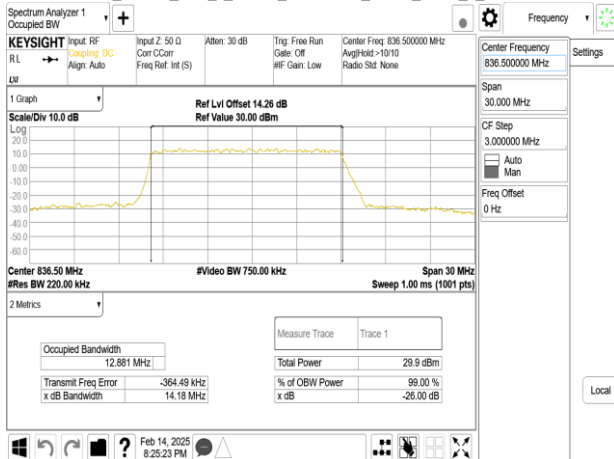 Spectrum Analyzer 1
Occupied BW
Frequency
KEYSIGHT
RL
Input: RF
Coupling: DC
Align: Auto
Input Z: 50 Ω
Corr CCorr
Freq Ref: Int (S)
Atten: 30 dB
Trig: Free Run
Gate: Off
#IF Gain: Low
Center Freq: 836.500000 MHz
Avg|Hold:>10/10
Radio Std: None
LXI
1 Graph
Scale/Div 10.0 dB
Ref Lvl Offset 14.26 dB
Ref Value 30.00 dBm
Log
20.0
10.0
0.00
-10.0
-20.0
-30.0
-40.0
-50.0
-60.0
Center 836.50 MHz
#Res BW 220.00 kHz
#Video BW 750.00 kHz
Span 30 MHz
Sweep 1.00 ms (1001 pts)
2 Metrics
Measure Trace Trace 1
Occupied Bandwidth
12.881 MHz
Total Power 29.9 dBm
Transmit Freq Error -364.49 kHz
% of OBW Power 99.00 %
x dB Bandwidth 14.18 MHz
x dB -26.00 dB
Center Frequency
836.500000 MHz
Settings
Span
30.000 MHz
CF Step
3.000000 MHz
Auto
Man
Freq Offset
0 Hz
Local
?
Feb 14, 2025
8:25:23 PM